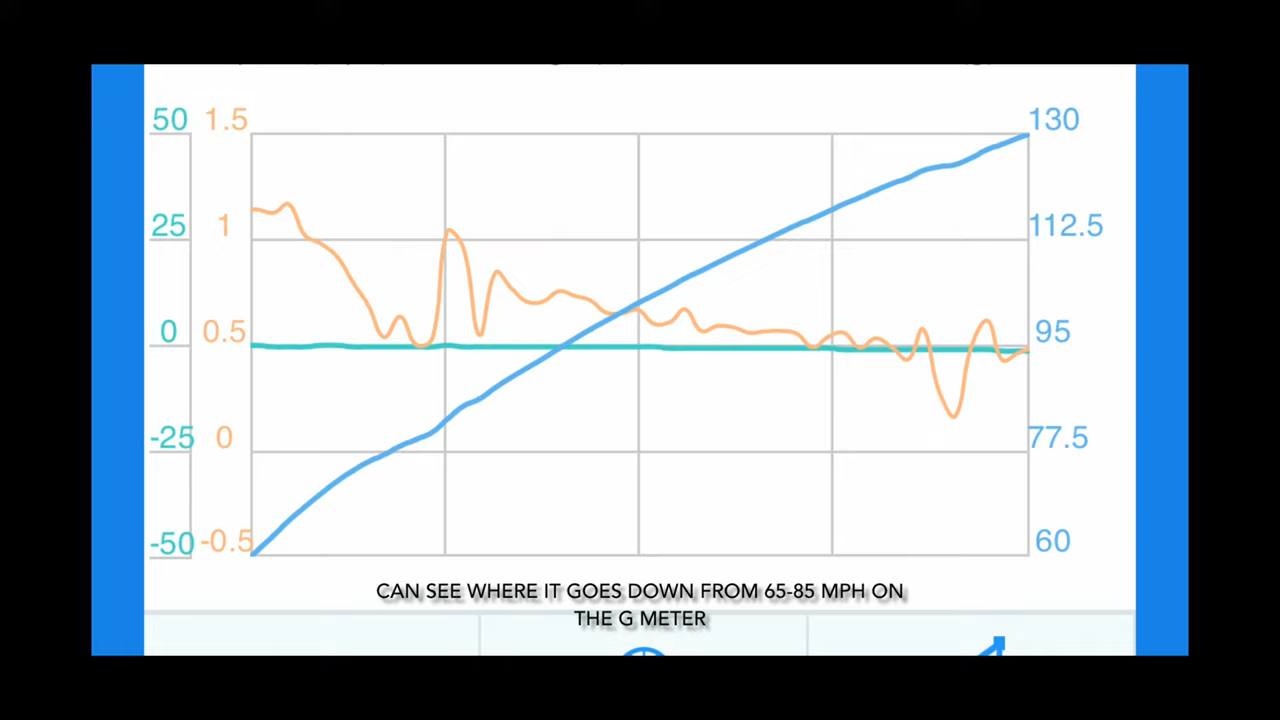 50 1.5 130
25 1 112.5
0 0.5 95
-25 0 77.5
-50 -0.5 60
CAN SEE WHERE IT GOES DOWN FROM 65-85 MPH ON
THE G METER